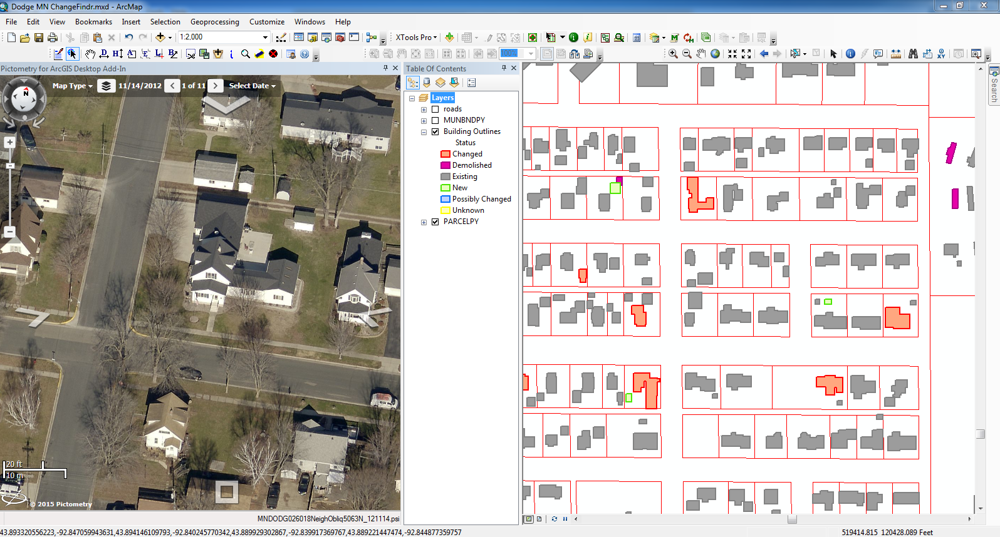 Dodge MN ChangeFindr.mxd - ArcMap
File Edit View Bookmarks Insert Selection Geoprocessing Customize Windows Help
1:2,000
XTools Pro
100%
Pictometry for ArcGIS Desktop Add-In
Map Type
11/14/2012
1 of 11
Select Date
N
20 ft
10 m
© 2015 Pictometry
MNDODG026018NeighObliq5063N_121114.psi
Table Of Contents
Layers
roads
MUNBNDPY
Building Outlines
Status
Changed
Demolished
Existing
New
Possibly Changed
Unknown
PARCELPY
Search
43.893320556223,-92.847059943631,43.894146109793,-92.840245770342,43.889929302867,-92.839917369767,43.889221447474,-92.844877359757
519414.815 120428.089 Feet